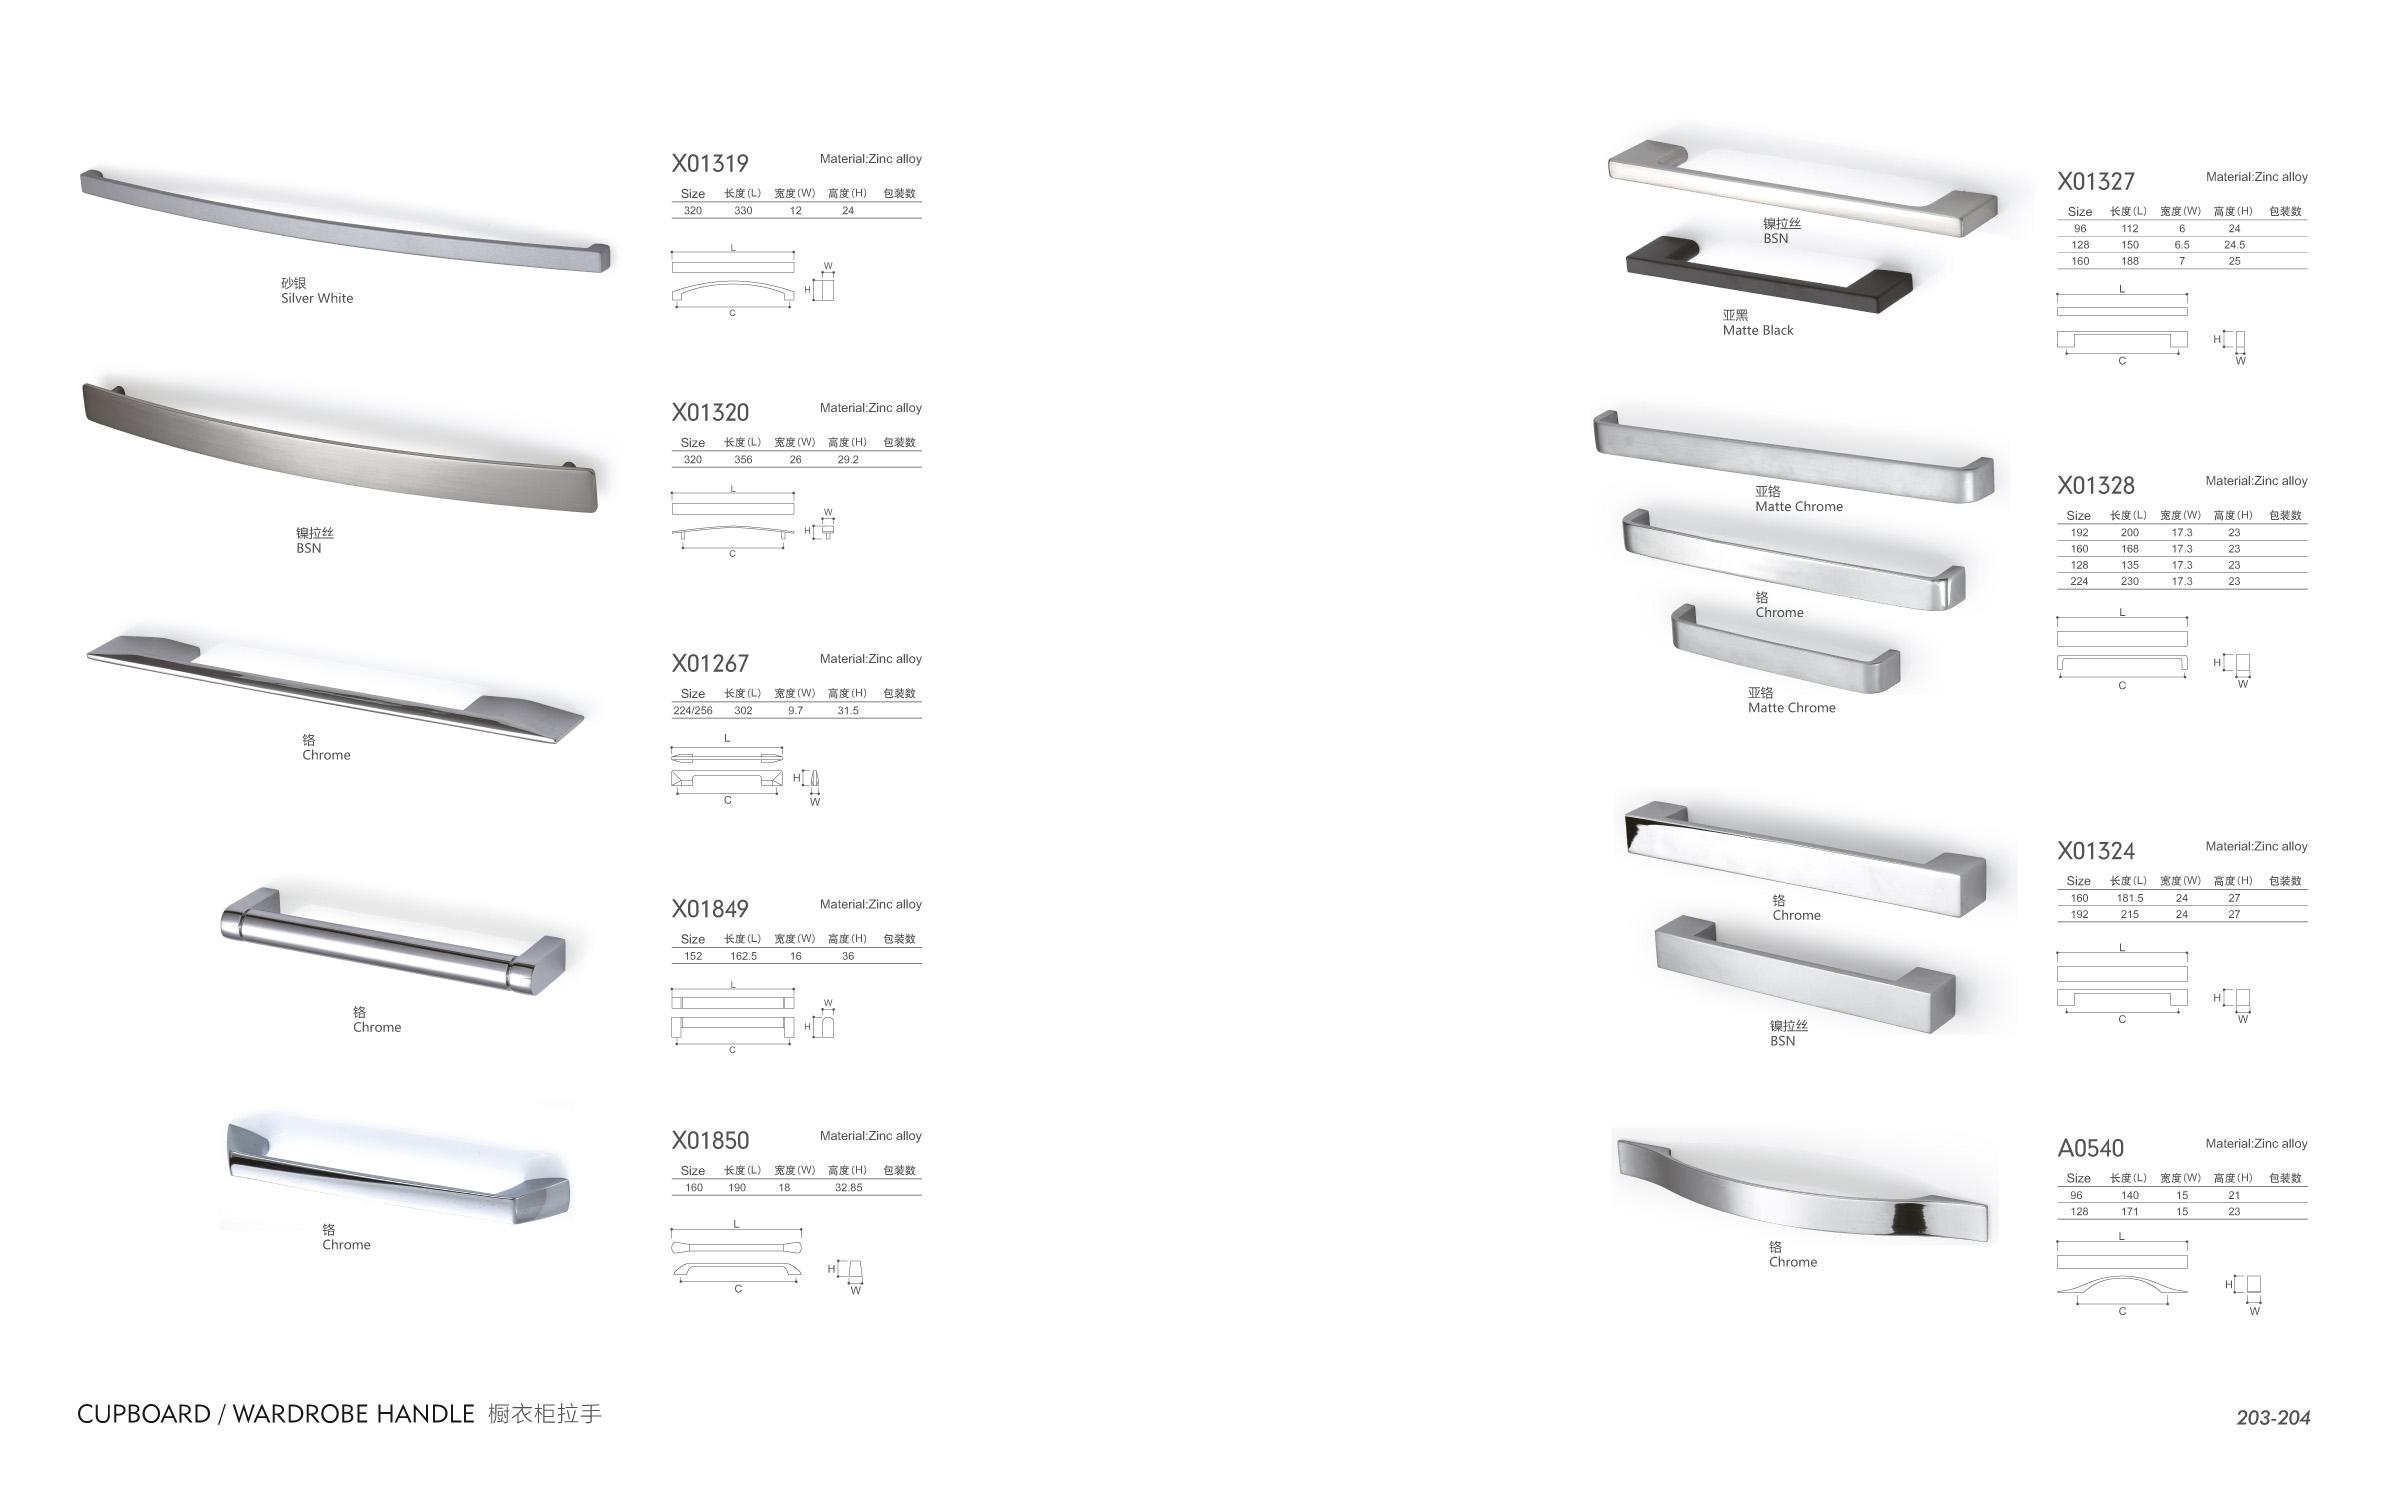 X01319 Material:Zinc alloy
Size 长度(L) 宽度(W) 高度(H) 包装数
320 330 12 24
L
W
H
C
砂银
Silver White
X01320 Material:Zinc alloy
Size 长度(L) 宽度(W) 高度(H) 包装数
320 356 26 29.2
L
W
H
C
镍拉丝
BSN
X01267 Material:Zinc alloy
Size 长度(L) 宽度(W) 高度(H) 包装数
224/256 302 9.7 31.5
L
H
C
W
铬
Chrome
X01849 Material:Zinc alloy
Size 长度(L) 宽度(W) 高度(H) 包装数
152 162.5 16 36
L
W
H
C
铬
Chrome
X01850 Material:Zinc alloy
Size 长度(L) 宽度(W) 高度(H) 包装数
160 190 18 32.85
L
H
C
W
铬
Chrome
X01327 Material:Zinc alloy
Size 长度(L) 宽度(W) 高度(H) 包装数
96 112 6 24
128 150 6.5 24.5
160 188 7 25
L
H
C
W
镍拉丝
BSN
亚黑
Matte Black
X01328 Material:Zinc alloy
Size 长度(L) 宽度(W) 高度(H) 包装数
192 200 17.3 23
160 168 17.3 23
128 135 17.3 23
224 230 17.3 23
L
H
C
W
亚铬
Matte Chrome
铬
Chrome
亚铬
Matte Chrome
X01324 Material:Zinc alloy
Size 长度(L) 宽度(W) 高度(H) 包装数
160 181.5 24 27
192 215 24 27
L
H
C
W
铬
Chrome
镍拉丝
BSN
A0540 Material:Zinc alloy
Size 长度(L) 宽度(W) 高度(H) 包装数
96 140 15 21
128 171 15 23
L
H
C
W
铬
Chrome
CUPBOARD / WARDROBE HANDLE 橱衣柜拉手
203-204